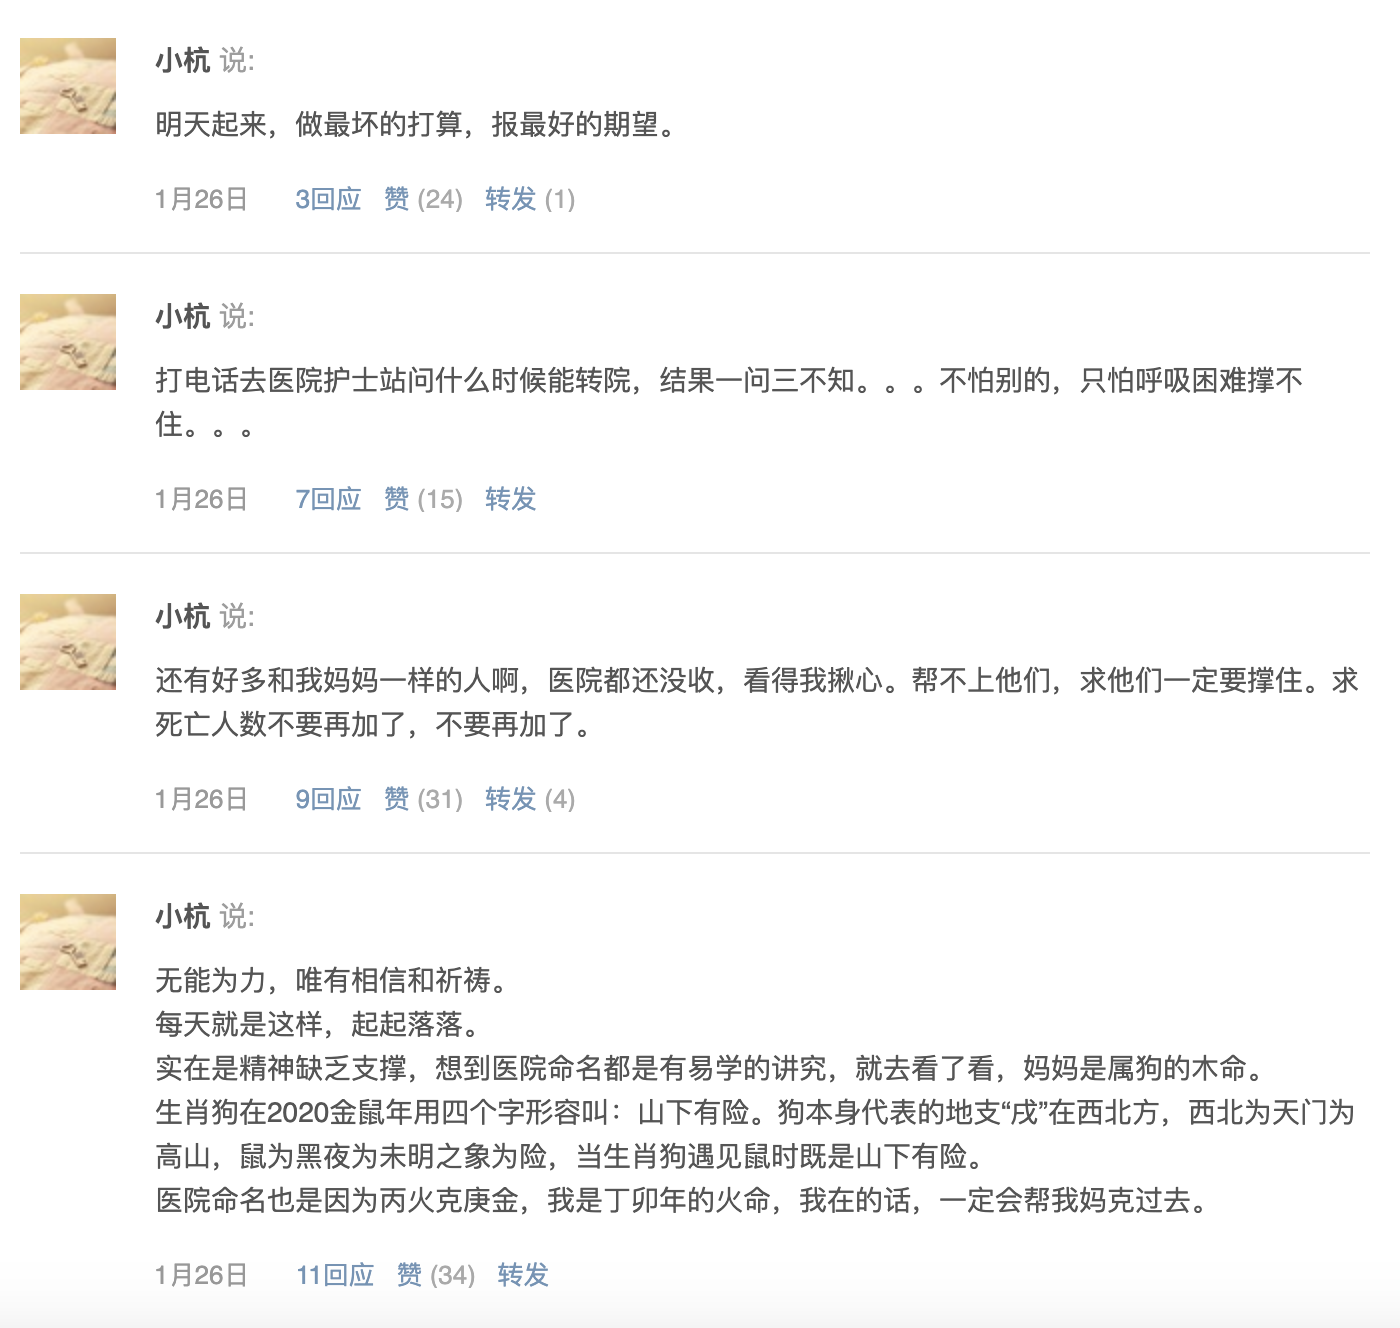 小杭 说:
明天起来，做最坏的打算，报最好的期望。
1月26日 3回应 赞 (24) 转发 (1)
小杭 说:
打电话去医院护士站问什么时候能转院，结果一问三不知。。。不怕别的，只怕呼吸困难撑不
住。。。
1月26日 7回应 赞 (15) 转发
小杭 说:
还有好多和我妈妈一样的人啊，医院都还没收，看得我揪心。帮不上他们，求他们一定要撑住。求
死亡人数不要再加了，不要再加了。
1月26日 9回应 赞 (31) 转发 (4)
小杭 说:
无能为力，唯有相信和祈祷。
每天就是这样，起起落落。
实在是精神缺乏支撑，想到医院命名都是有易学的讲究，就去看了看，妈妈是属狗的木命。
生肖狗在2020金鼠年用四个字形容叫：山下有险。狗本身代表的地支“戌”在西北方，西北为天门为
高山，鼠为黑夜为未明之象为险，当生肖狗遇见鼠时既是山下有险。
医院命名也是因为丙火克庚金，我是丁卯年的火命，我在的话，一定会帮我妈克过去。
1月26日 11回应 赞 (34) 转发